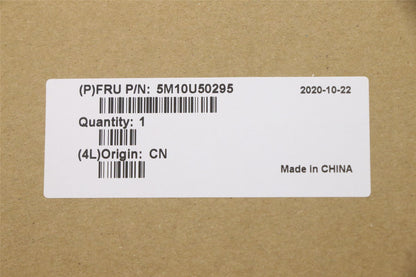 (P)FRU P/N: 5M10U50295
2020-10-22
Quantity: 1
(4L)Origin: CN
Made in CHINA